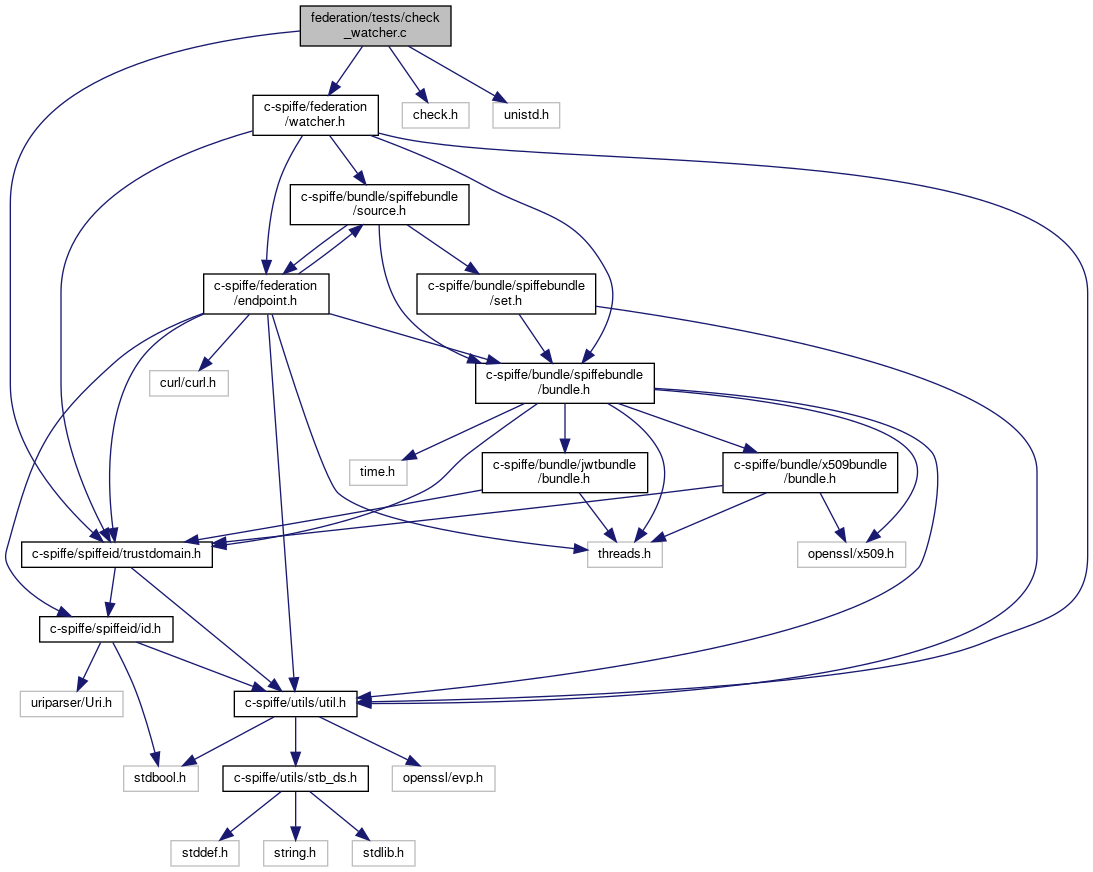 federation/tests/check
_watcher.c
c-spiffe/federation
/watcher.h
check.h
unistd.h
c-spiffe/bundle/spiffebundle
/source.h
c-spiffe/federation
/endpoint.h
c-spiffe/bundle/spiffebundle
/set.h
curl/curl.h
c-spiffe/bundle/spiffebundle
/bundle.h
time.h
c-spiffe/bundle/jwtbundle
/bundle.h
c-spiffe/bundle/x509bundle
/bundle.h
c-spiffe/spiffeid/trustdomain.h
threads.h
openssl/x509.h
c-spiffe/spiffeid/id.h
uriparser/Uri.h
c-spiffe/utils/util.h
stdbool.h
c-spiffe/utils/stb_ds.h
openssl/evp.h
stddef.h
string.h
stdlib.h